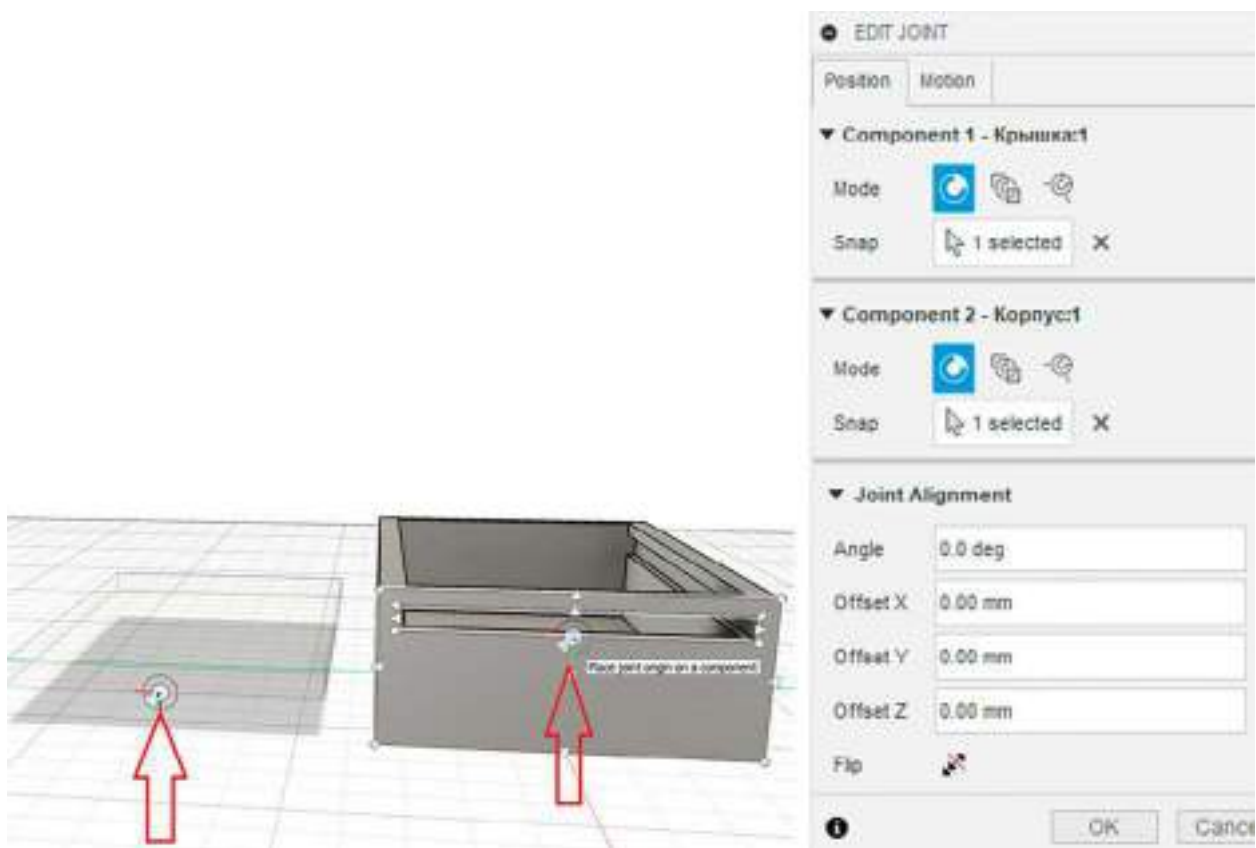 EDIT JOINT
Position Motion
Component 1 - Крышка:1
Mode
Snap 1 selected
Component 2 - Корпус:1
Mode
Snap 1 selected
Joint Alignment
Angle 0.0 deg
Offset X 0.00 mm
Offset Y 0.00 mm
Offset Z 0.00 mm
Flip
OK Cance
Place joint origin on a component